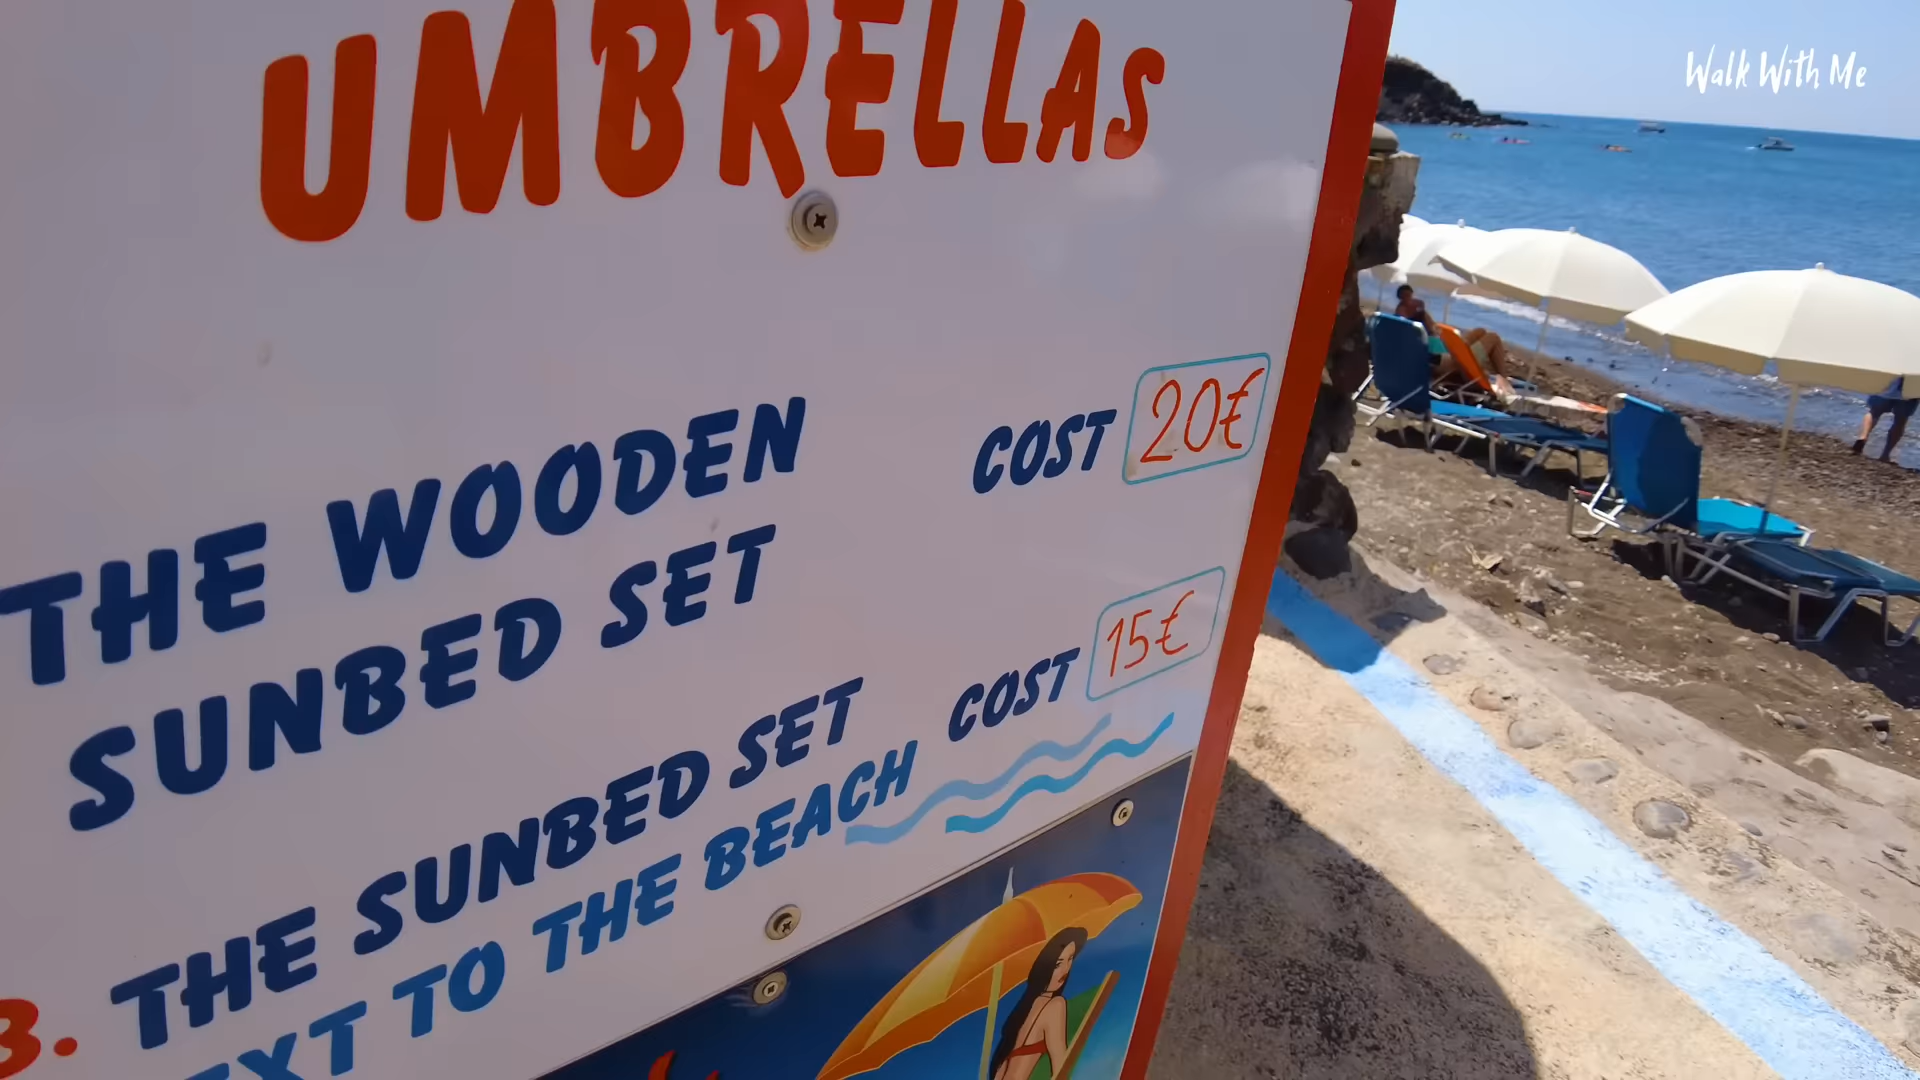 Walk With Me
UMBRELLAS
THE WOODEN
SUNBED SET
COST 20€
3. THE SUNBED SET
TO THE BEACH
COST 15€